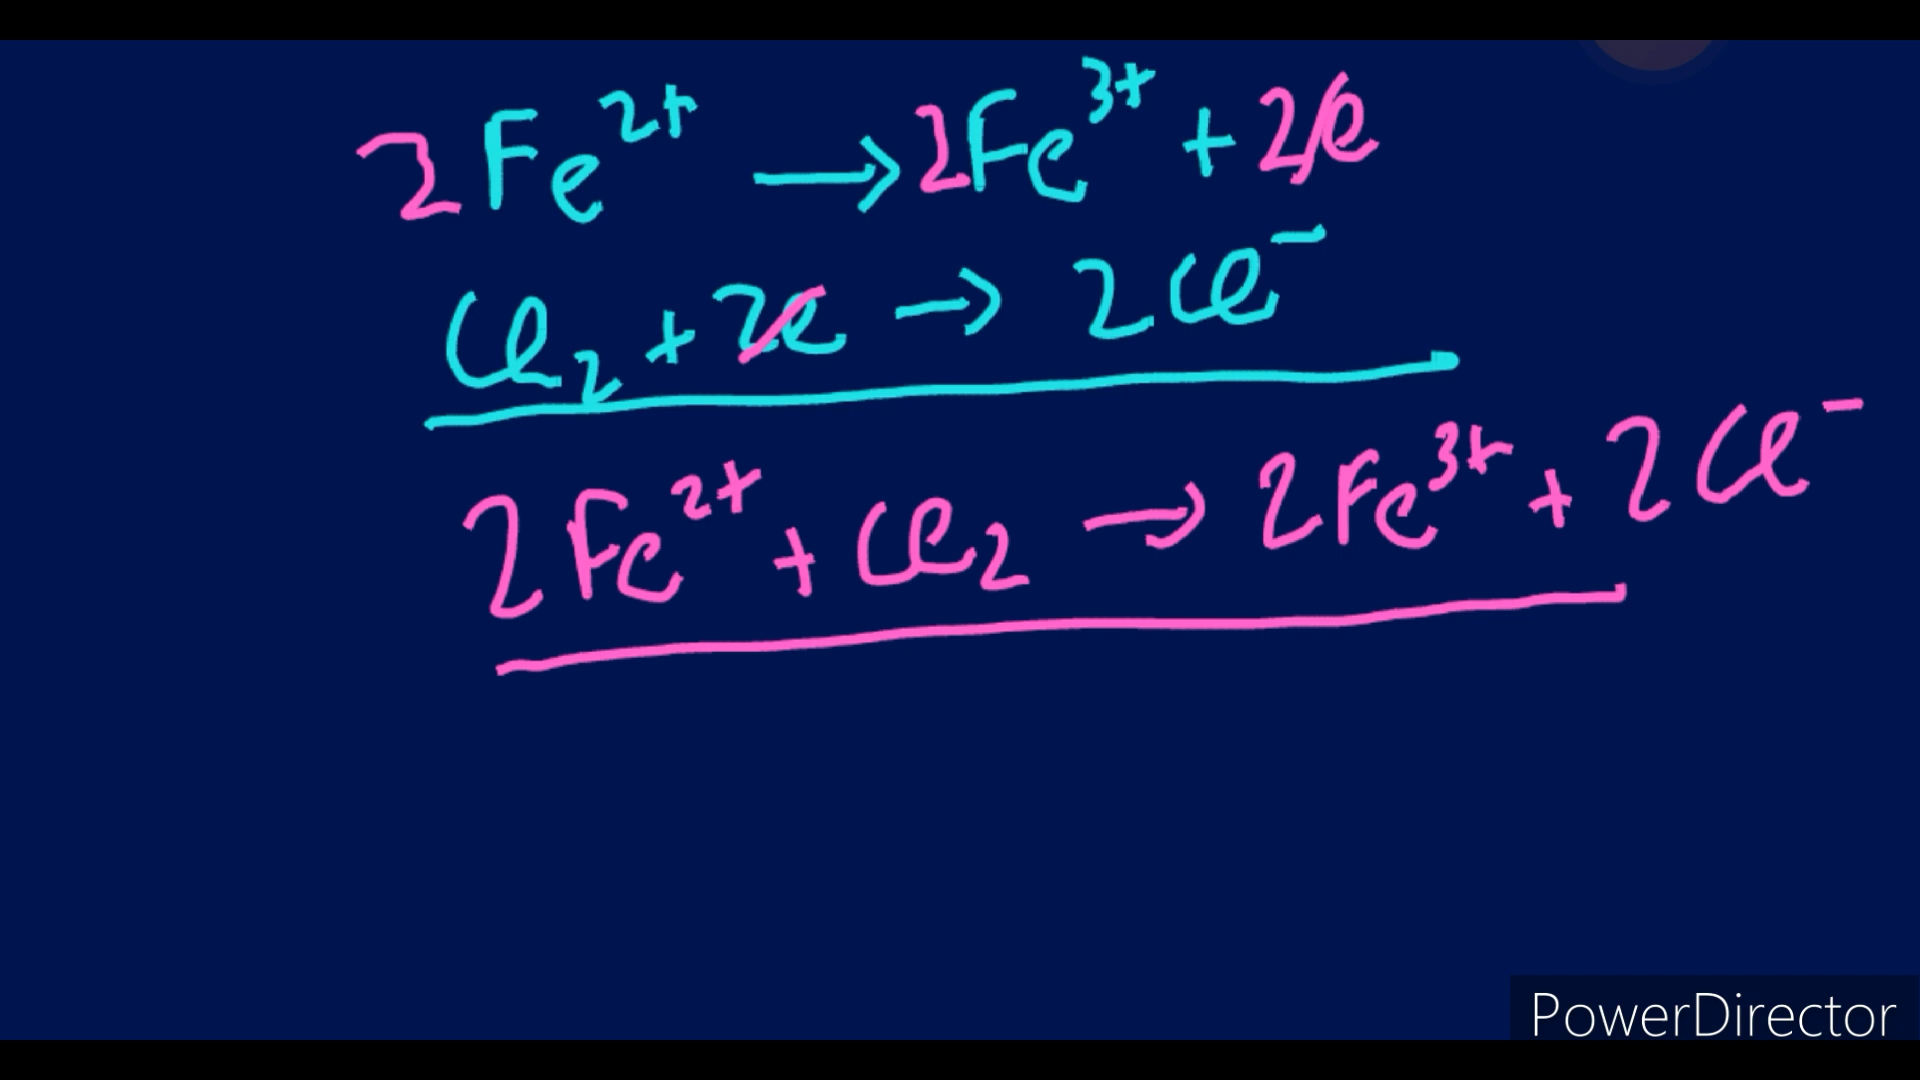 2Fe²⁺ → 2Fe³⁺ + 2e
Cl₂ + 2e → 2Cl⁻
2Fe²⁺ + Cl₂ → 2Fe³⁺ + 2Cl⁻
PowerDirector